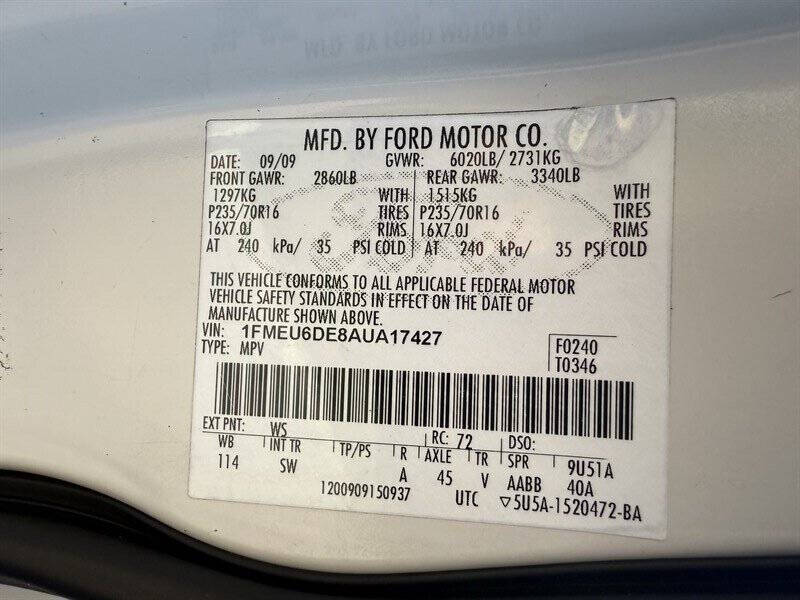 MFD. BY FORD MOTOR CO.
DATE: 09/09 GVWR: 6020LB/ 2731KG
FRONT GAWR: 2860LB REAR GAWR: 3340LB
1297KG WITH 1515KG WITH
P235/70R16 TIRES P235/70R16 TIRES
16X7.0J RIMS 16X7.0J RIMS
AT 240 kPa/ 35 PSI COLD AT 240 kPa/ 35 PSI COLD
THIS VEHICLE CONFORMS TO ALL APPLICABLE FEDERAL MOTOR
VEHICLE SAFETY STANDARDS IN EFFECT ON THE DATE OF
MANUFACTURE SHOWN ABOVE.
VIN: 1FMEU6DE8AUA17427
TYPE: MPV
F0240
T0346
EXT PNT: WS RC: 72 DSO:
WB INT TR TP/PS R AXLE TR SPR 9U51A
114 SW A 45 V AABB 40A
1200909150937 UTC ▽5U5A-1520472-BA